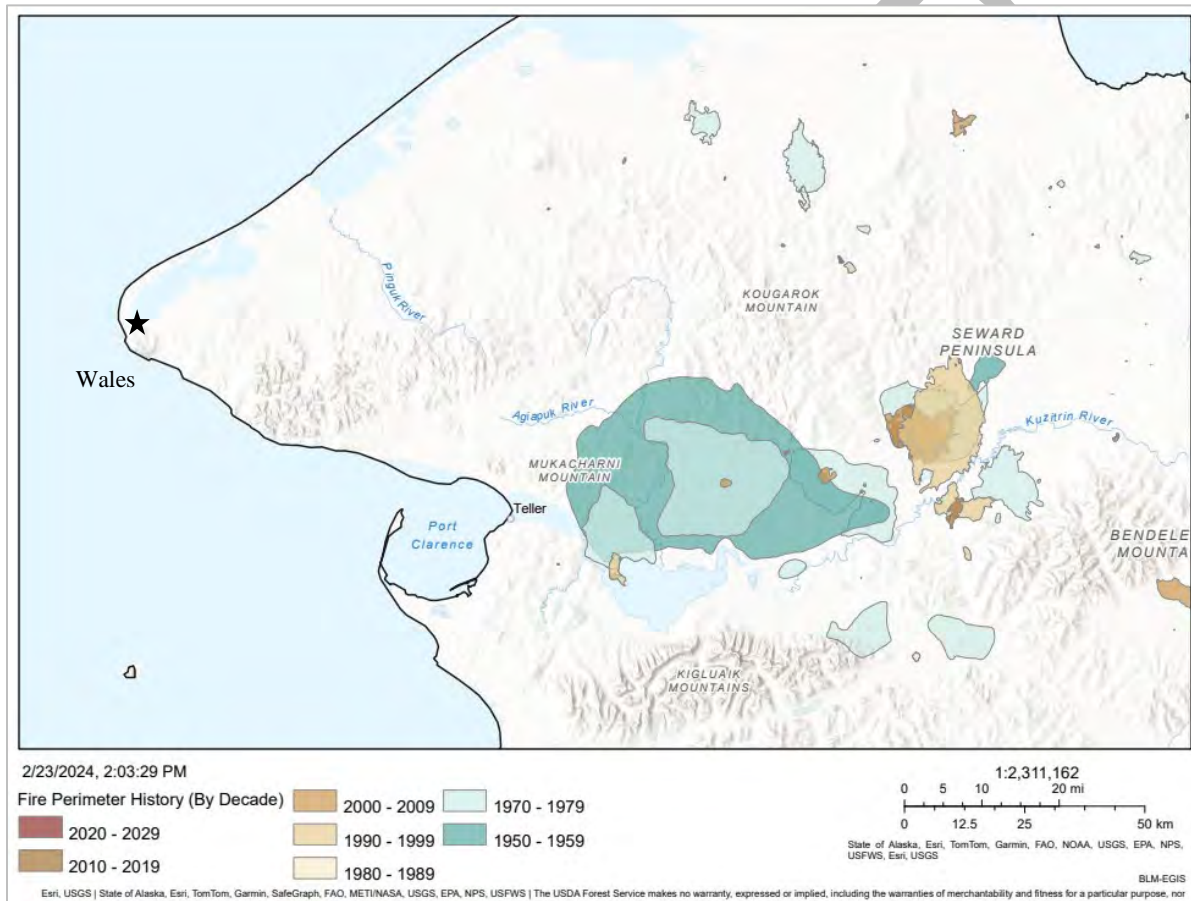 KOUGAROK
MOUNTAIN
Pinguk River
SEWARD
PENINSULA
Wales
Agiapuk River
Kuzitrin River
MUKACHARNI
MOUNTAIN
Teller
Port
Clarence
BENDELE
MOUNTA
KIGLUAIK
MOUNTAINS
2/23/2024, 2:03:29 PM
Fire Perimeter History (By Decade)
2020 - 2029
2010 - 2019
2000 - 2009
1990 - 1999
1980 - 1989
1970 - 1979
1950 - 1959
1:2,311,162
0 5 10 20 mi
0 12.5 25 50 km
State of Alaska, Esri, TomTom, Garmin, FAO, NOAA, USGS, EPA, NPS,
USFWS, Esri, USGS
BLM-EGIS
Esri, USGS | State of Alaska, Esri, TomTom, Garmin, SafeGraph, FAO, METI/NASA, USGS, EPA, NPS, USFWS | The USDA Forest Service makes no warranty, expressed or implied, including the warranties of merchantability and fitness for a particular purpose, nor